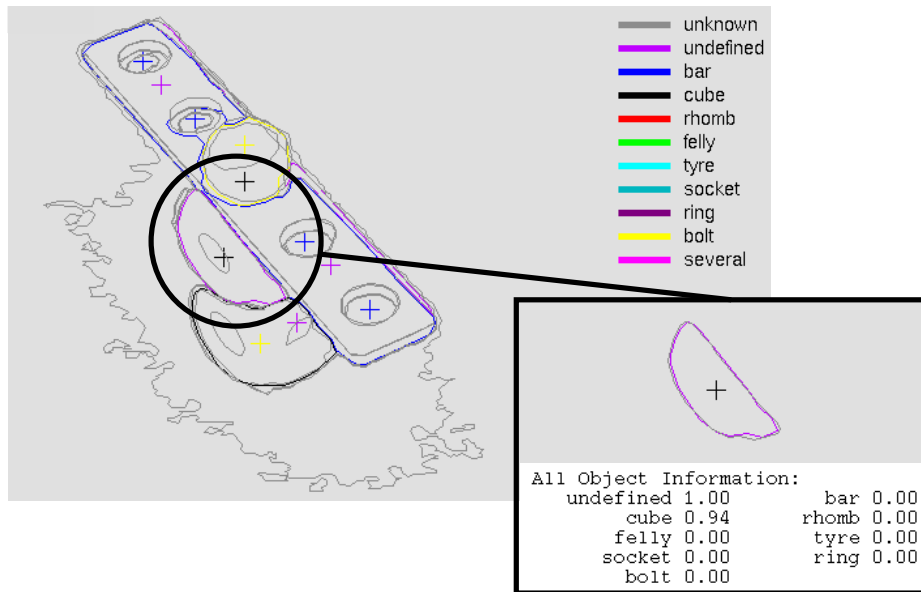 unknown
undefined
bar
cube
rhomb
felly
tyre
socket
ring
bolt
several
All Object Information:
undefined 1.00 bar 0.00
cube 0.94 rhomb 0.00
felly 0.00 tyre 0.00
socket 0.00 ring 0.00
bolt 0.00